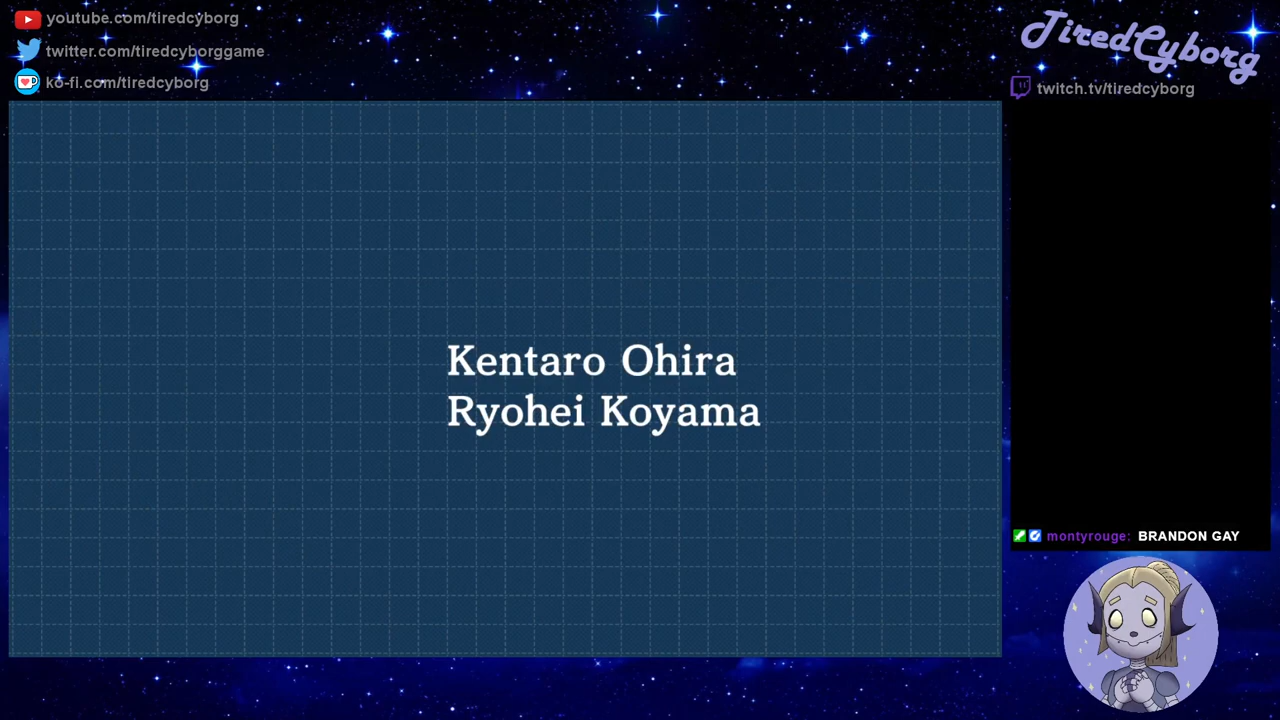 youtube.com/tiredcyborg
twitter.com/tiredcyborggame
ko-fi.com/tiredcyborg
TiredCyborg
twitch.tv/tiredcyborg
Kentaro Ohira
Ryohei Koyama
montyrouge: BRANDON GAY